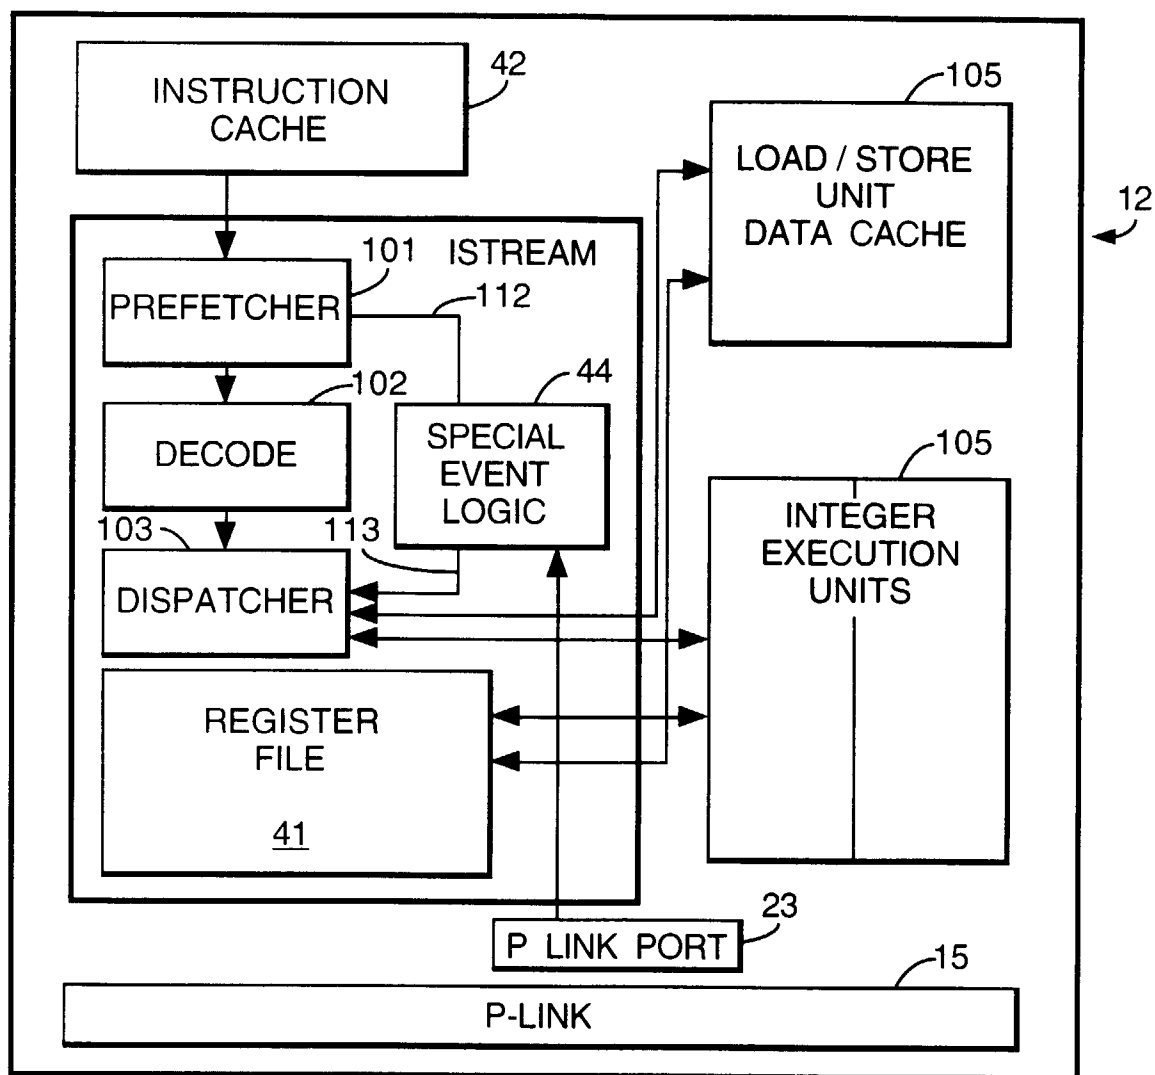 INSTRUCTION
CACHE
42
105
LOAD / STORE
UNIT
DATA CACHE
12
ISTREAM
101
PREFETCHER
112
102
DECODE
44
SPECIAL
EVENT
LOGIC
105
INTEGER
EXECUTION
UNITS
103
113
DISPATCHER
REGISTER
FILE
41
P LINK PORT
23
15
P-LINK